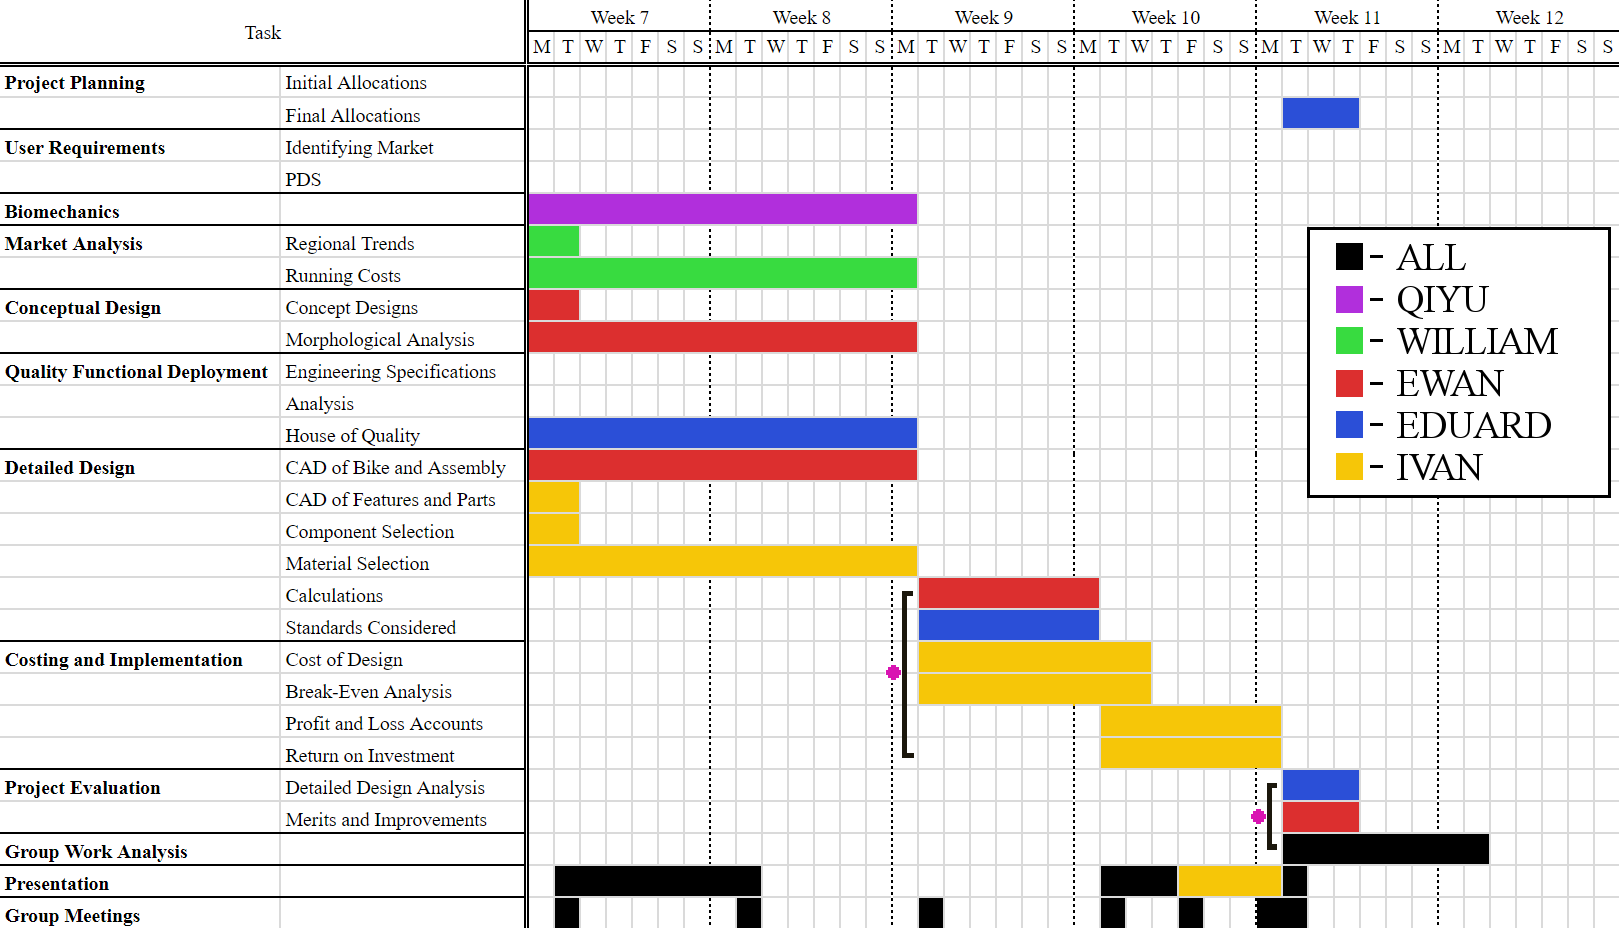 Task Week 7 Week 8 Week 9 Week 10 Week 11 Week 12
M T W T F S S M T W T F S S M T W T F S S M T W T F S S M T W T F S S M T W T F S S
Project Planning Initial Allocations
Final Allocations
User Requirements Identifying Market
PDS
Biomechanics
Market Analysis Regional Trends
Running Costs
Conceptual Design Concept Designs
Morphological Analysis
Quality Functional Deployment Engineering Specifications
Analysis
House of Quality
Detailed Design CAD of Bike and Assembly
CAD of Features and Parts
Component Selection
Material Selection
Calculations
Standards Considered
Costing and Implementation Cost of Design
Break-Even Analysis
Profit and Loss Accounts
Return on Investment
Project Evaluation Detailed Design Analysis
Merits and Improvements
Group Work Analysis
Presentation
Group Meetings
- ALL
- QIYU
- WILLIAM
- EWAN
- EDUARD
- IVAN